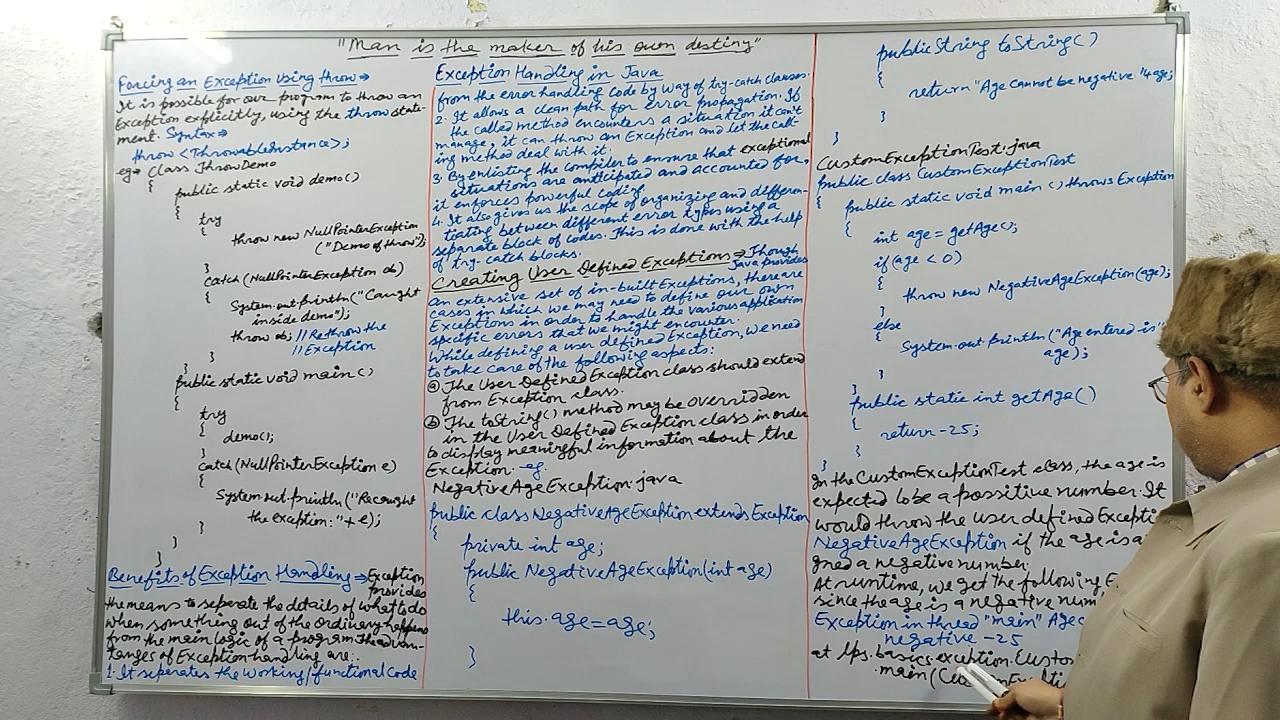 "Man is the maker of his own destiny"
Forcing an Exception Using throw⇒
It is possible for our program to throw an
Exception explicitly, using the throw state-
ment. Syntax⇒
throw <ThrowableInstance>;
eg→ class ThrowDemo
{
public static void demo()
{
try
{
throw new NullPointerException
("Demo of throw");
}
catch(NullPointerException ob)
{
System.out.println("Caught
inside demo");
throw ob; //Rethrow the
//Exception
}
}
public static void main()
{
try
{
demo();
}
catch(NullPointerException e)
{
System.out.println("Recaught
the exception:"+e);
}
}
}
Benefits of Exception Handling⇒Exception
provides
the means to seperate the details of what to do
when something out of the ordinary happens
from the main logic of a program. The advan-
tanges of Exception handling are:-
1. It seperates the working/functional Code
Exception Handling in Java
from the error handling Code by way of try-catch clauses.
2. It allows a clean path for error propagation. If
the called method encounters a situation it can't
manage, it can throw an Exception and let the call-
ing method deal with it.
3. By enlisting the compiler to ensure that exceptional
situations are anticipated and accounted for,
it enforces powerful coding.
4. It also gives us the scope of organizing and differen-
tiating between different error types using a
separate block of codes. This is done with the help
of try-catch blocks.
Creating User Defined Exceptions⇒ Though
Java provides
an extensive set of in-built Exceptions, there are
cases in which we may need to define our own
Exceptions in order to handle the various application
specific errors that we might encounter.
While defining a user defined Exception, we need
to take care of the following aspects:
(a) The User Defined Exception class should extend
from Exception class.
(b) The toString() method may be overridden
in the User Defined Exception class in order
to display meaningful information about the
Exception. -eg.
NegativeAgeException.java
public class NegativeAgeException extends Exception
{
private int age;
public NegativeAgeException(int age)
{
this.age=age;
}
public String toString()
{
return "Age Cannot be negative "+age;
}
}
CustomExceptionTest.java
public class CustomExceptionTest
{
public static void main() throws Exception
{
int age=getAge();
if(age<0)
{
throw new NegativeAgeException(age);
}
else
{
System.out.println("Age entered is"
age);
}
}
public static int getAge()
{
return -25;
}
}
In the CustomExceptionTest class, the age is
expected to be a possitive number. It
would throw the user defined Excepti
NegativeAgeException if the age is a
gned a negative number.
At runtime, we get the following E
since the age is a negative num
Exception in thread "main" Age C
negative -25
at lps.basics.exception.Custo
.main(CustomExcepti